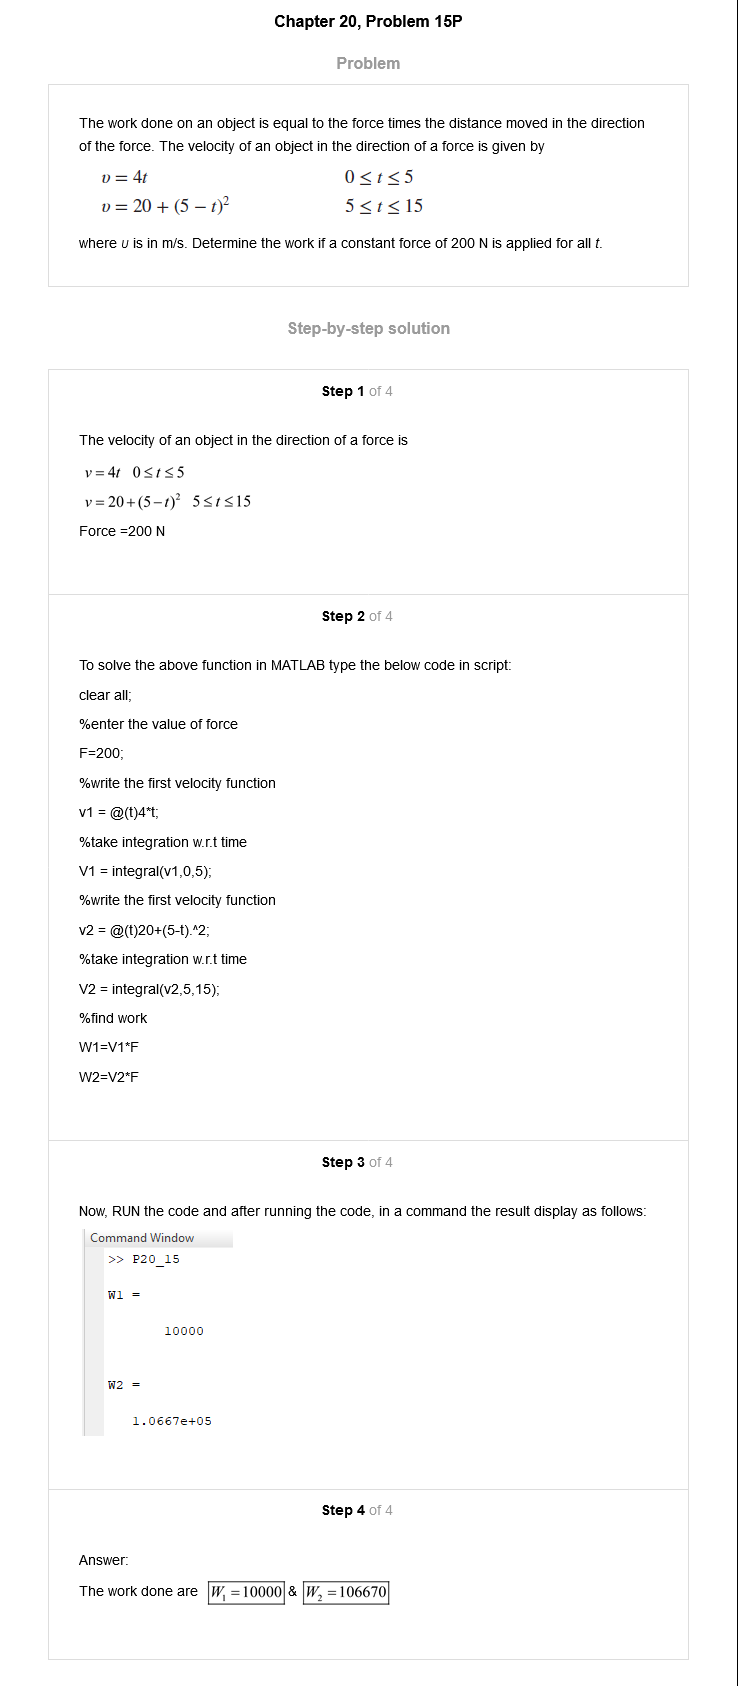 Chapter 20, Problem 15P
Problem
The work done on an object is equal to the force times the distance moved in the direction
of the force. The velocity of an object in the direction of a force is given by
υ = 4t 0 ≤ t ≤ 5
υ = 20 + (5 − t)² 5 ≤ t ≤ 15
where υ is in m/s. Determine the work if a constant force of 200 N is applied for all t.
Step-by-step solution
Step 1 of 4
The velocity of an object in the direction of a force is
v = 4t 0 ≤ t ≤ 5
v = 20 + (5 − t)² 5 ≤ t ≤ 15
Force =200 N
Step 2 of 4
To solve the above function in MATLAB type the below code in script:
clear all;
%enter the value of force
F=200;
%write the first velocity function
v1 = @(t)4*t;
%take integration w.r.t time
V1 = integral(v1,0,5);
%write the first velocity function
v2 = @(t)20+(5-t).^2;
%take integration w.r.t time
V2 = integral(v2,5,15);
%find work
W1=V1*F
W2=V2*F
Step 3 of 4
Now, RUN the code and after running the code, in a command the result display as follows:
Command Window
>> P20_15
W1 =
10000
W2 =
1.0667e+05
Step 4 of 4
Answer:
The work done are W₁ = 10000 & W₂ = 106670